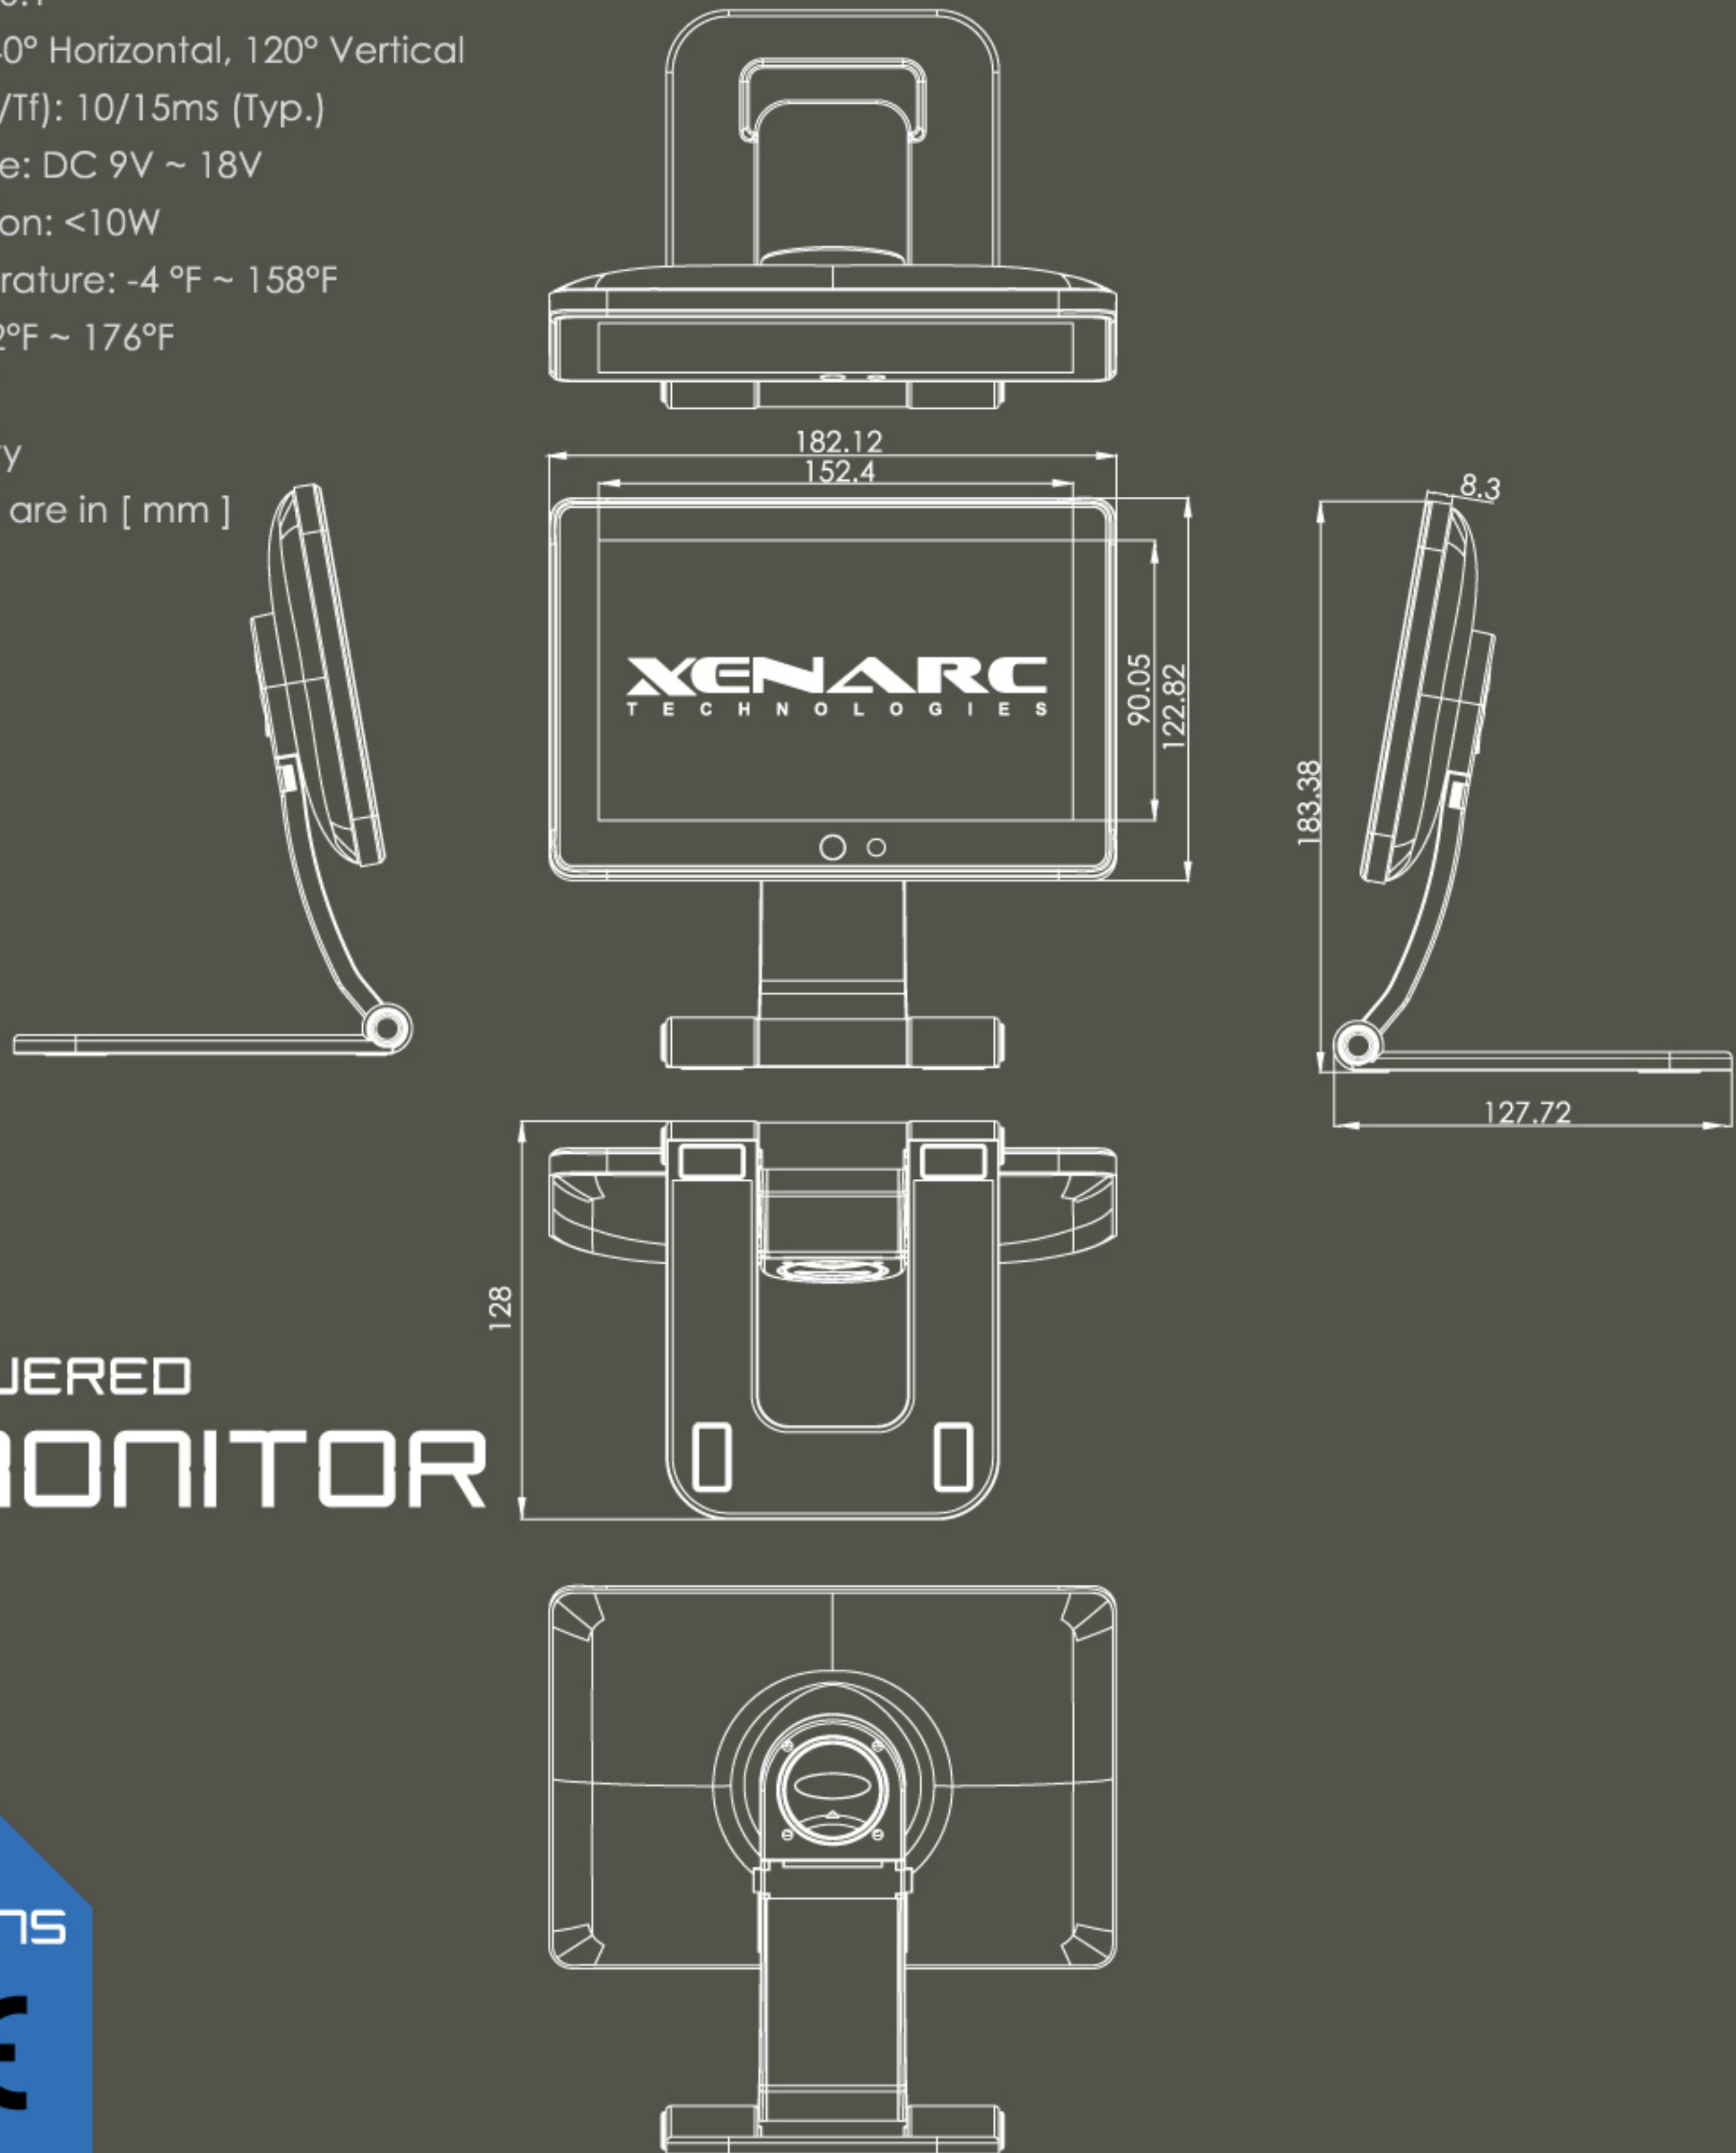 0° Horizontal, 120° Vertical
/Tf): 10/15ms (Typ.)
e: DC 9V ~ 18V
on: <10W
rature: -4 °F ~ 158°F
2°F ~ 176°F
y
are in [ mm ]
182.12
152.4
8.3
XENARC
TECHNOLOGIES
90.05
122.82
183.38
127.72
128
ERED
MONITOR
ns